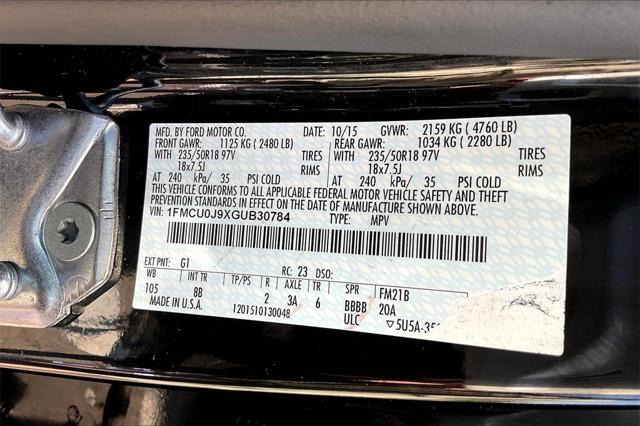 MFD. BY FORD MOTOR CO. DATE: 10/15 GVWR: 2159 KG ( 4760 LB)
FRONT GAWR: 1125 KG ( 2480 LB) REAR GAWR: 1034 KG ( 2280 LB)
WITH 235/50R18 97V TIRES WITH 235/50R18 97V TIRES
18x7.5J RIMS 18x7.5J RIMS
AT 240 kPa/ 35 PSI COLD AT 240 kPa/ 35 PSI COLD
THIS VEHICLE CONFORMS TO ALL APPLICABLE FEDERAL MOTOR VEHICLE SAFETY AND THEFT PREVENTION
STANDARDS IN EFFECT ON THE DATE OF MANUFACTURE SHOWN ABOVE.
VIN: 1FMCU0J9XGUB30784 TYPE: MPV
EXT PNT: G1 RC: 23 DSO:
WB INT TR TP/PS R AXLE TR SPR FM21B
105 8B 2 3A 6 BBBB 20A
MADE IN U.S.A. 1201510130048 ULC ▽5U5A-35